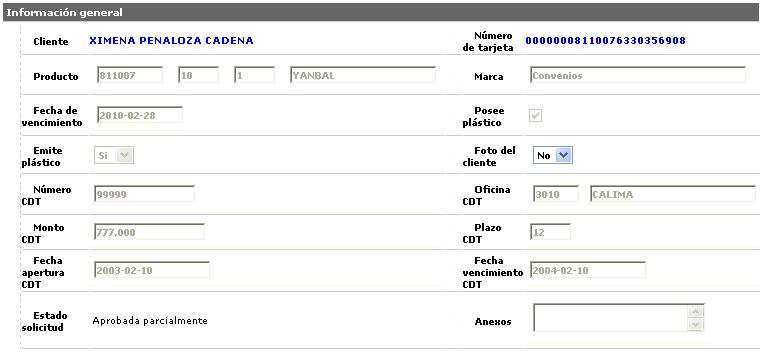 Información general
Cliente XIMENA PENALOZA CADENA Número de tarjeta 00000008110076330356908
Producto 811007 10 1 YANBAL Marca Convenios
Fecha de vencimiento 2010-02-28 Posee plástico
Emite plástico Si Foto del cliente No
Número CDT 99999 Oficina CDT 3010 CALIMA
Monto CDT 777,000 Plazo CDT 12
Fecha apertura CDT 2003-02-10 Fecha vencimiento CDT 2004-02-10
Estado solicitud Aprobada parcialmente Anexos